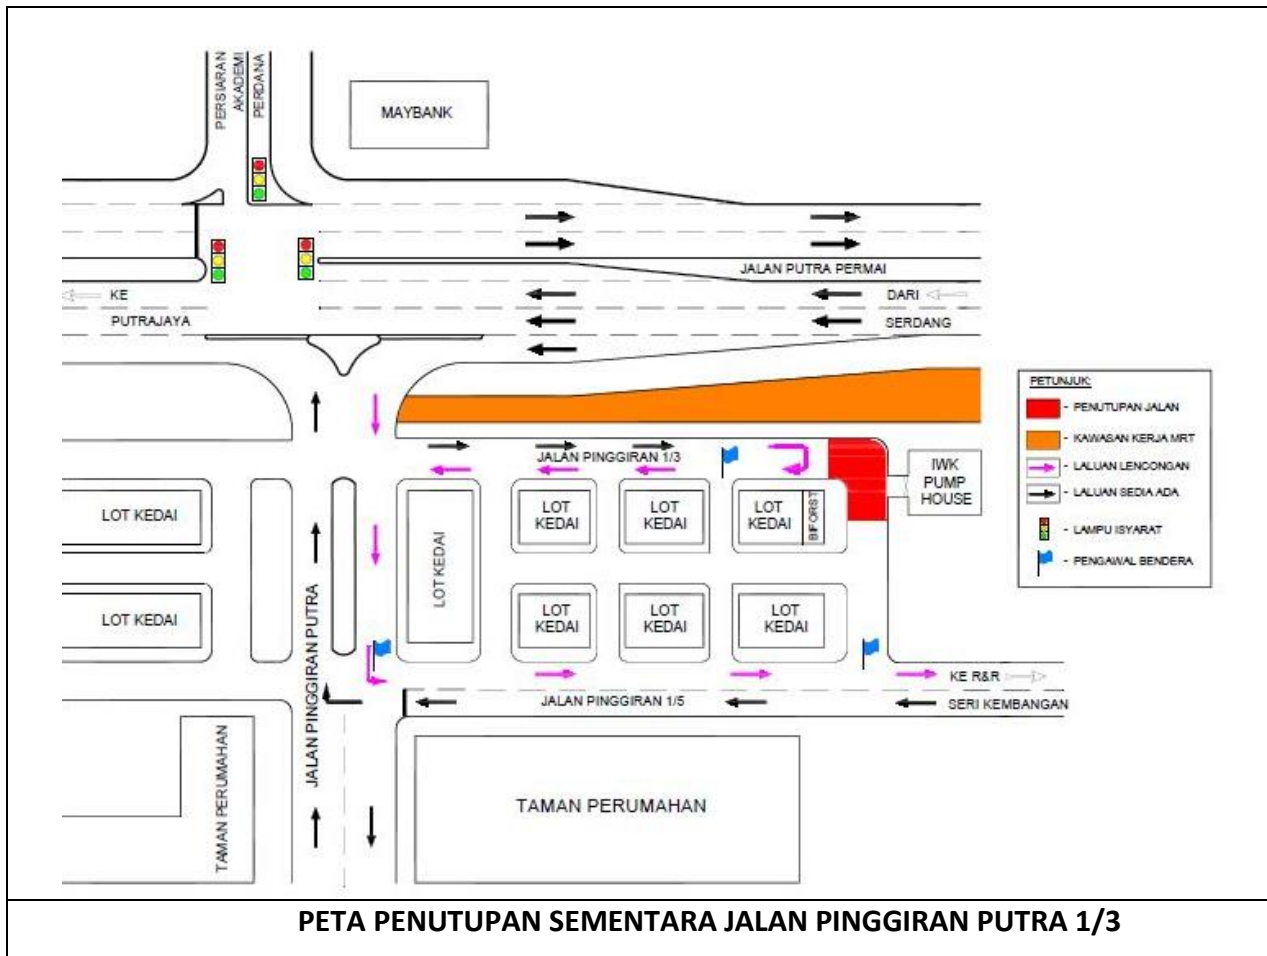 PERSIARAN
AKADEMI
PERDANA
MAYBANK
JALAN PUTRA PERMAI
KE
PUTRAJAYA
DARI
SERDANG
PETUNJUK:
- PENUTUPAN JALAN
- KAWASAN KERJA MRT
- LALUAN LENCONGAN
- LALUAN SEDIA ADA
- LAMPU ISYARAT
- PENGAWAL BENDERA
JALAN PINGGIRAN 1/3
IWK
PUMP
HOUSE
LOT KEDAI
LOT KEDAI
LOT
KEDAI
LOT
KEDAI
LOT
KEDAI
BIFORST
LOT KEDAI
LOT
KEDAI
LOT
KEDAI
LOT
KEDAI
JALAN PINGGIRAN PUTRA
KE R&R
JALAN PINGGIRAN 1/5
SERI KEMBANGAN
TAMAN PERUMAHAN
TAMAN PERUMAHAN
PETA PENUTUPAN SEMENTARA JALAN PINGGIRAN PUTRA 1/3